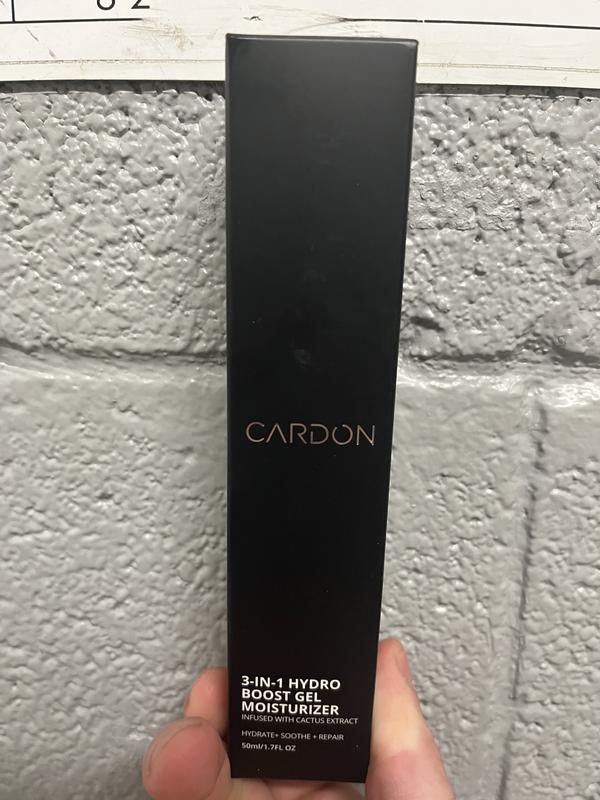 62
CARDON
3-IN-1 HYDRO
BOOST GEL
MOISTURIZER
INFUSED WITH CACTUS EXTRACT
HYDRATE+ SOOTHE + REPAIR
50ml/1.7FL OZ